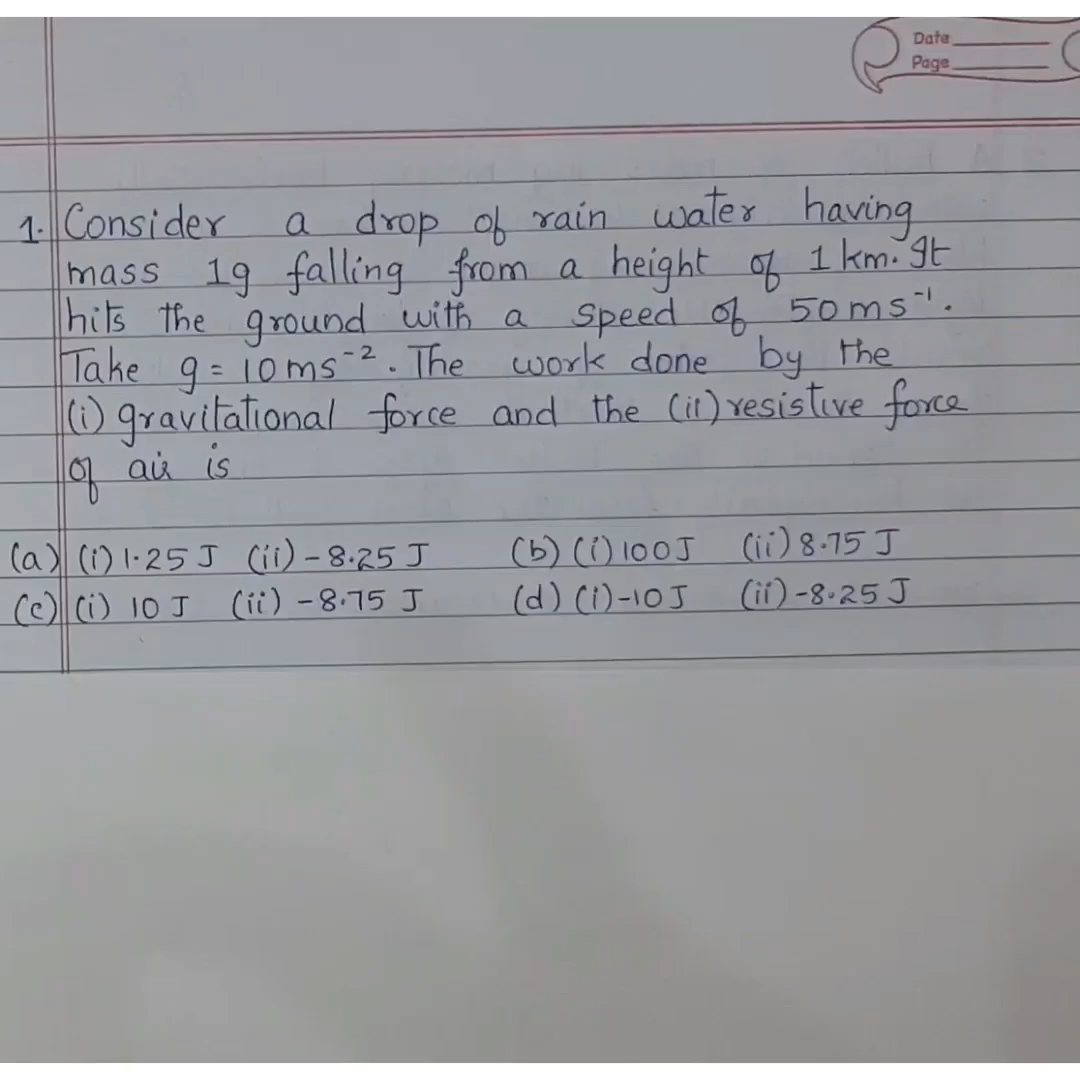 Date
Page
1. Consider a drop of rain water having
mass 1g falling from a height of 1 km. It
hits the ground with a speed of 50 ms⁻¹.
Take g = 10 ms⁻². The work done by the
(i) gravitational force and the (ii) resistive force
of air is
(a) (i) 1.25 J (ii) -8.25 J (b) (i) 100 J (ii) 8.75 J
(c) (i) 10 J (ii) -8.75 J (d) (i) -10 J (ii) -8.25 J